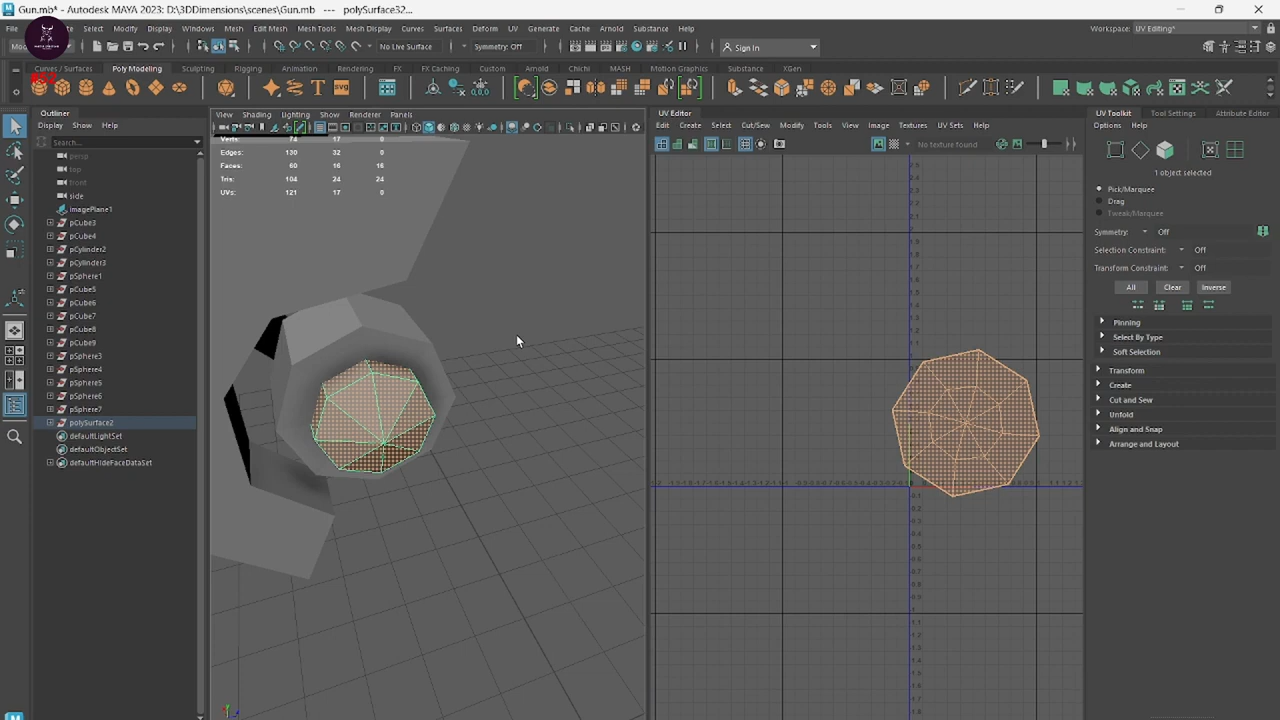 Gun.mb* - Autodesk MAYA 2023: D:\3DDimensions\scenes\Gun.mb   ---   polySurface32...
File Select Modify Display Windows Mesh Edit Mesh Mesh Tools Mesh Display Curves Surfaces Deform UV Generate Cache Arnold Chichi Substance Help
Workspace: UV Editing*
No Live Surface
Symmetry: Off
Sign In
Curves / Surfaces Poly Modeling Sculpting Rigging Animation Rendering FX FX Caching Custom Arnold Chichi MASH Motion Graphics Substance XGen
Outliner
Display Show Help
Search...
persp
top
front
side
imagePlane1
pCube3
pCube4
pCylinder2
pCylinder3
pSphere1
pCube5
pCube6
pCube7
pCube8
pCube9
pSphere3
pSphere4
pSphere5
pSphere6
pSphere7
polySurface2
defaultLightSet
defaultObjectSet
defaultHideFaceDataSet
View Shading Lighting Show Renderer Panels
Verts: 74 17 0
Edges: 130 32 0
Faces: 60 16 16
Tris: 104 24 24
UVs: 121 17 0
UV Editor
Edit Create Select Cut/Sew Modify Tools View Image Textures UV Sets Help
No texture found
UV Toolkit Tool Settings Attribute Editor
Options Help
1 object selected
Pick/Marquee
Drag
Tweak/Marquee
Symmetry: Off
Selection Constraint: Off
Transform Constraint: Off
All Clear Inverse
Pinning
Select By Type
Soft Selection
Transform
Create
Cut and Sew
Unfold
Align and Snap
Arrange and Layout